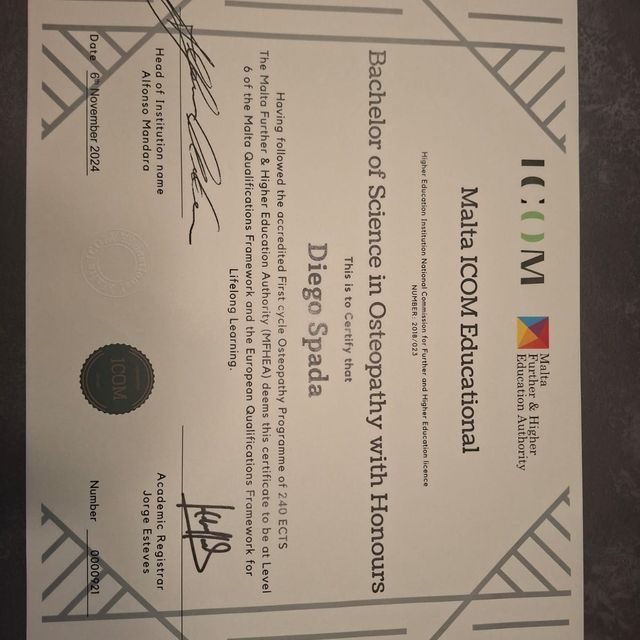 ICOM
Malta
Further & Higher
Education Authority
Malta ICOM Educational
Higher Education Institution National Commission for Further and Higher Education licence
NUMBER: 2018/023
Bachelor of Science in Osteopathy with Honours
This is to Certify that
Diego Spada
Having followed the accredited First cycle Osteopathy Programme of 240 ECTS
The Malta Further & Higher Education Authority (MFHEA) deems this certificate to be at Level
6 of the Malta Qualifications Framework and the European Qualifications Framework for
Lifelong Learning.
Head of Institution name
Alfonso Mandara
Academic Registrar
Jorge Esteves
ICOM
Date 6th November 2024
Number 0000921